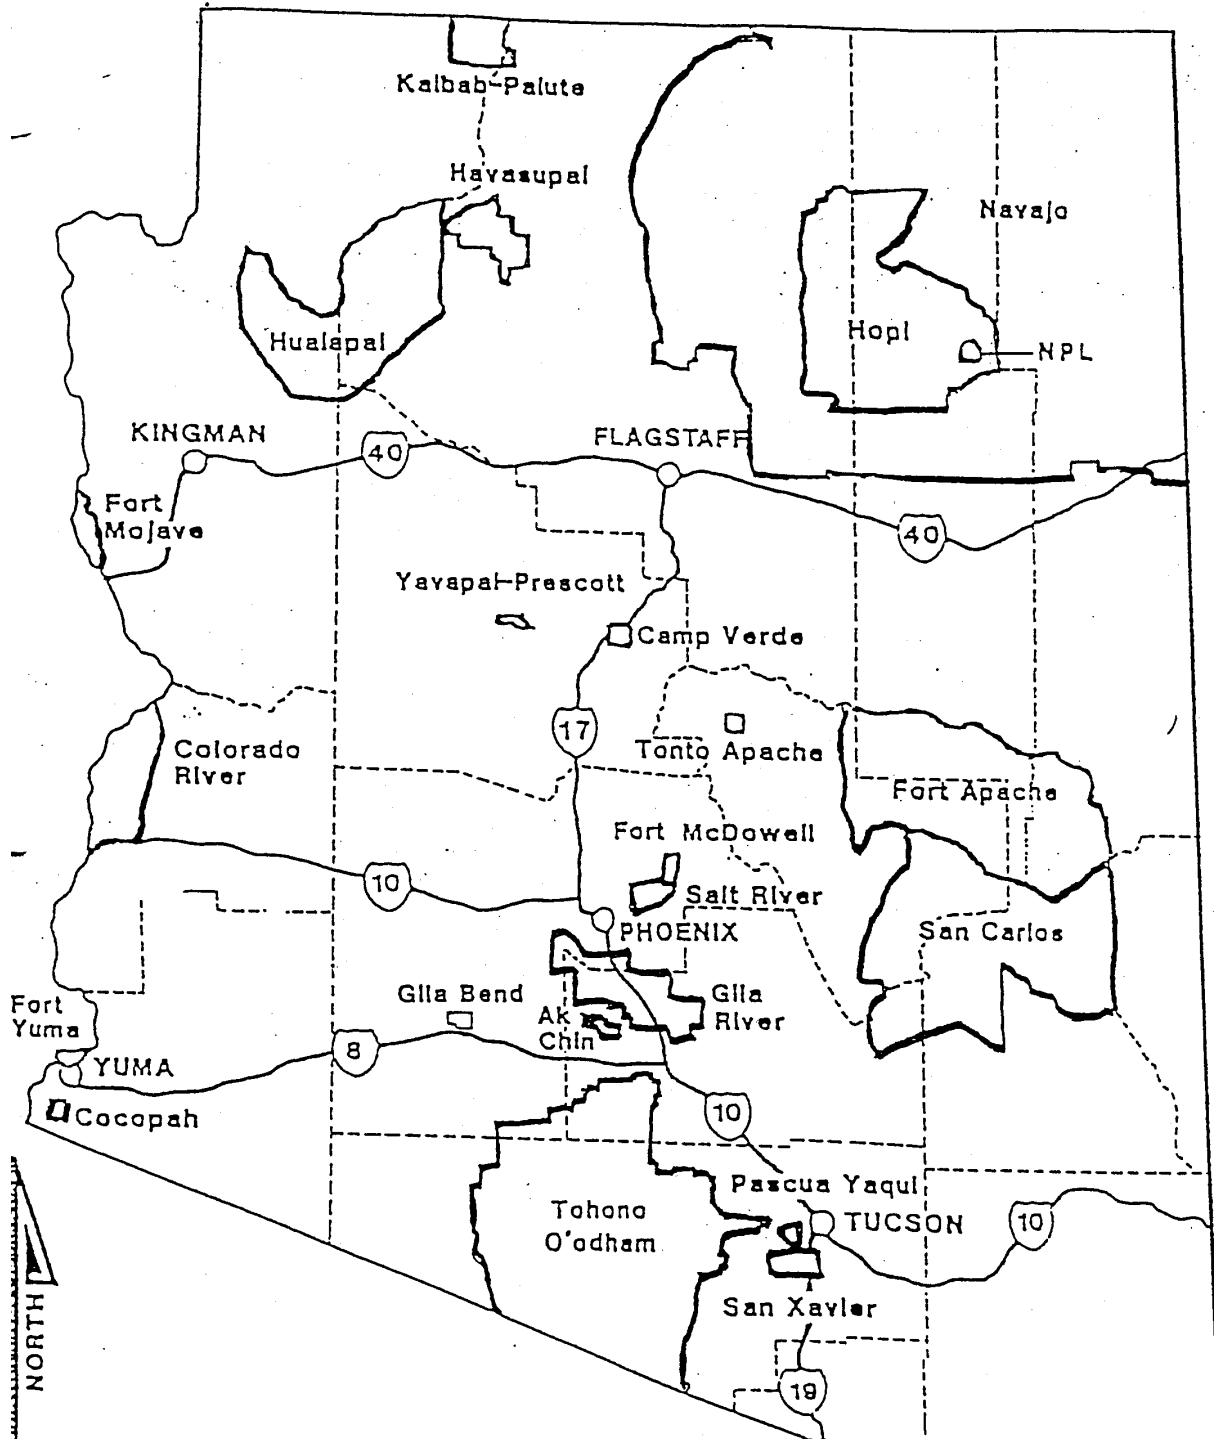 Kaibab-Paiute
Havasupai
Navajo
Hualapai
Hopi
NPL
KINGMAN
40
FLAGSTAFF
Fort
Mojave
40
Yavapai-Prescott
Camp Verde
17
Colorado
River
Tonto Apache
Fort Apache
Fort McDowell
10
Salt River
PHOENIX
San Carlos
Gila Bend
Gila
River
Fort
Yuma
Ak
Chin
8
YUMA
Cocopah
10
Pascua Yaqui
Tohono
O'odham
TUCSON
10
San Xavier
NORTH
19